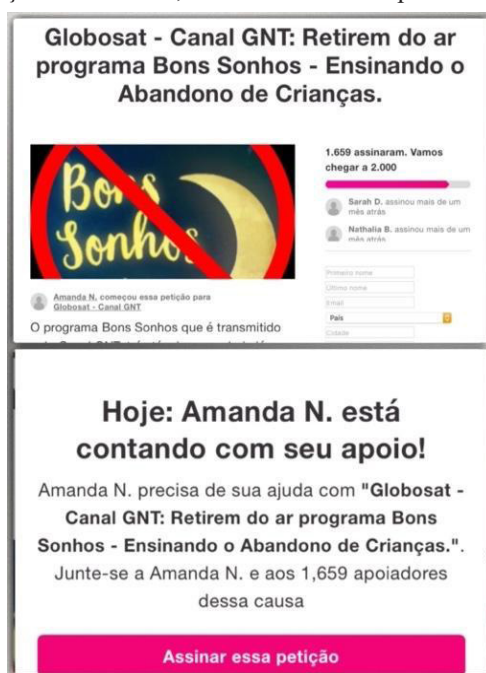 Globosat - Canal GNT: Retirem do ar
programa Bons Sonhos - Ensinando o
Abandono de Crianças.
Bons
Sonhos
1.659 assinaram. Vamos
chegar a 2.000
Sarah D. assinou mais de um
mês atrás
Nathalia B. assinou mais de um
mês atrás
Amanda N. começou essa petição para
Globosat - Canal GNT
Primeiro nome
Último nome
Email
País
Cidade
O programa Bons Sonhos que é transmitido
Hoje: Amanda N. está
contando com seu apoio!
Amanda N. precisa de sua ajuda com "Globosat -
Canal GNT: Retirem do ar programa Bons
Sonhos - Ensinando o Abandono de Crianças.".
Junte-se a Amanda N. e aos 1,659 apoiadores
dessa causa
Assinar essa petição